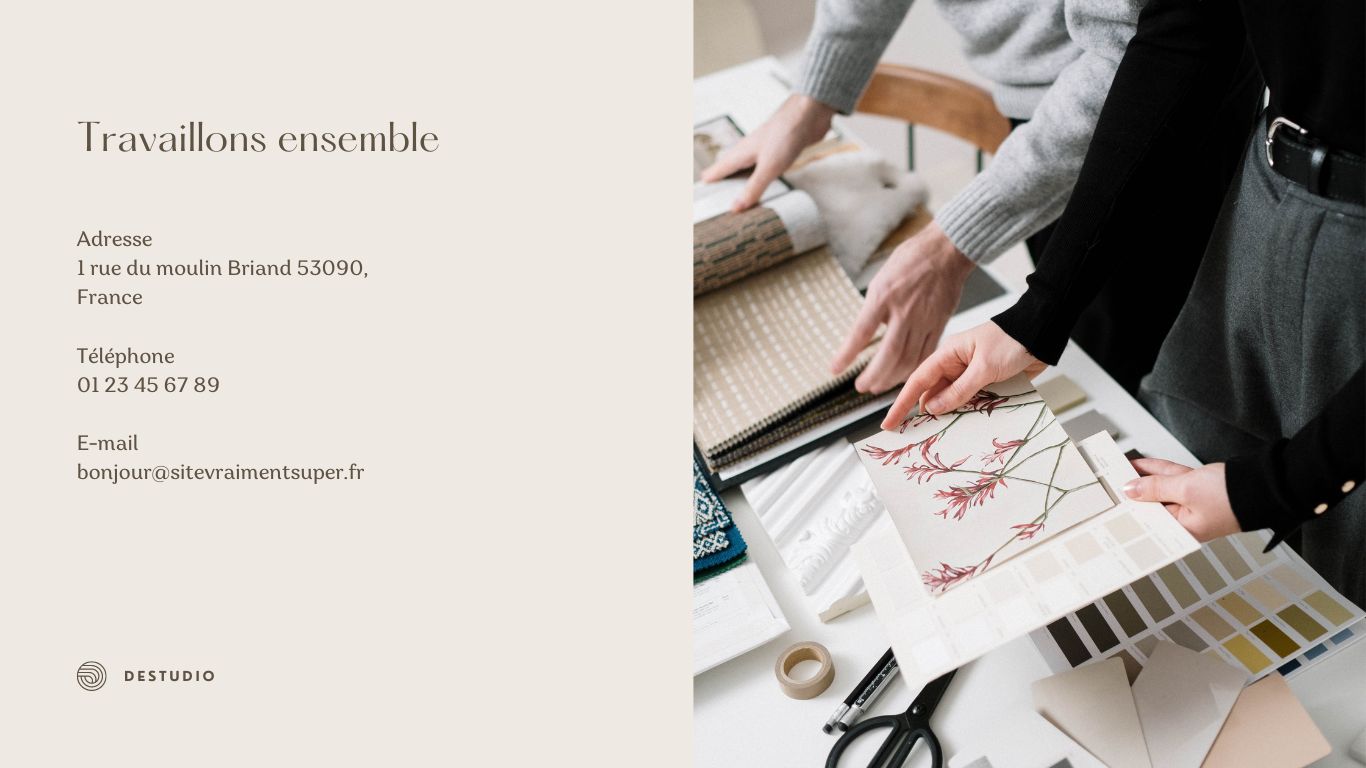 Travaillons ensemble
Adresse
1 rue du moulin Briand 53090,
France
Téléphone
01 23 45 67 89
E-mail
bonjour@sitevraimentsuper.fr
DESTUDIO